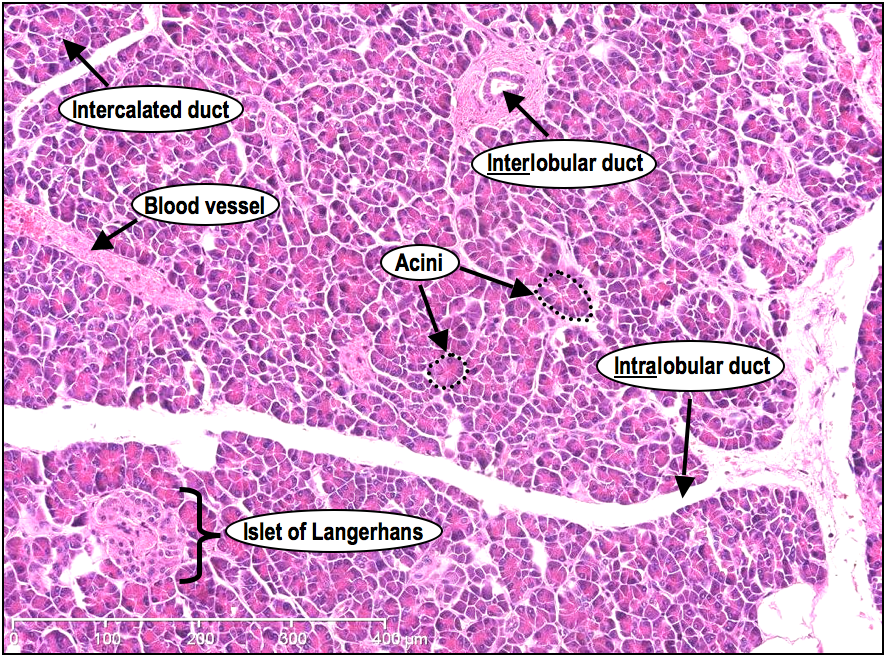 Intercalated duct
Interlobular duct
Blood vessel
Acini
Intralobular duct
Islet of Langerhans
0 100 200 300 400 µm